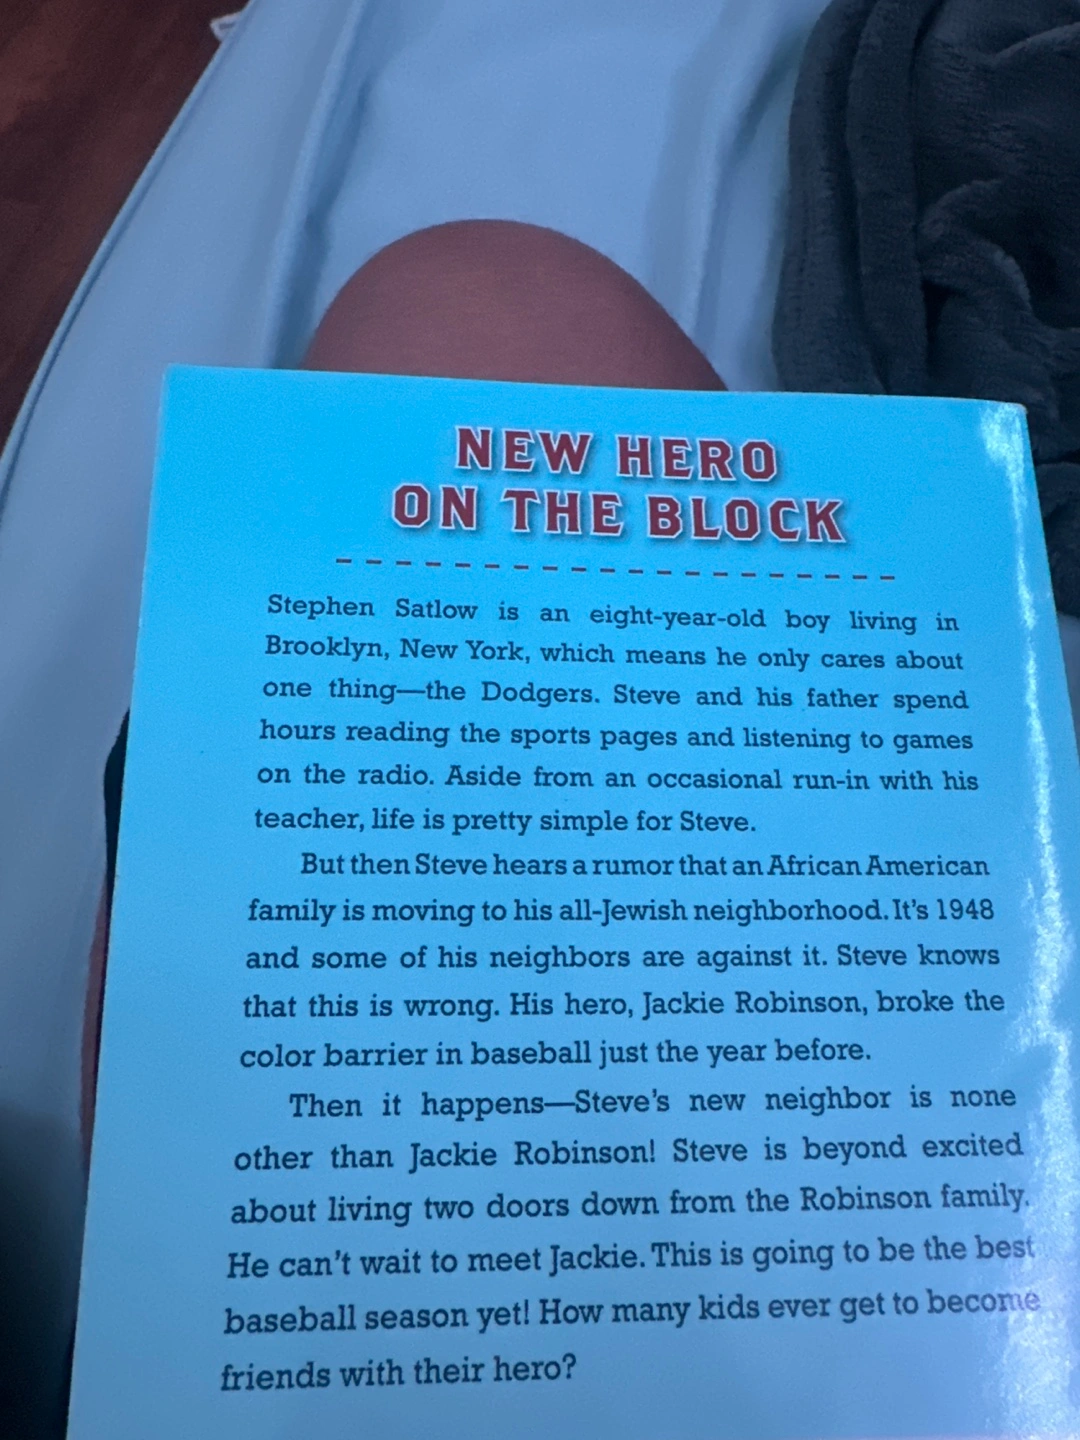 NEW HERO
ON THE BLOCK
Stephen Satlow is an eight-year-old boy living in
Brooklyn, New York, which means he only cares about
one thing—the Dodgers. Steve and his father spend
hours reading the sports pages and listening to games
on the radio. Aside from an occasional run-in with his
teacher, life is pretty simple for Steve.
But then Steve hears a rumor that an African American
family is moving to his all-Jewish neighborhood. It's 1948
and some of his neighbors are against it. Steve knows
that this is wrong. His hero, Jackie Robinson, broke the
color barrier in baseball just the year before.
Then it happens—Steve's new neighbor is none
other than Jackie Robinson! Steve is beyond excited
about living two doors down from the Robinson family.
He can't wait to meet Jackie. This is going to be the best
baseball season yet! How many kids ever get to become
friends with their hero?